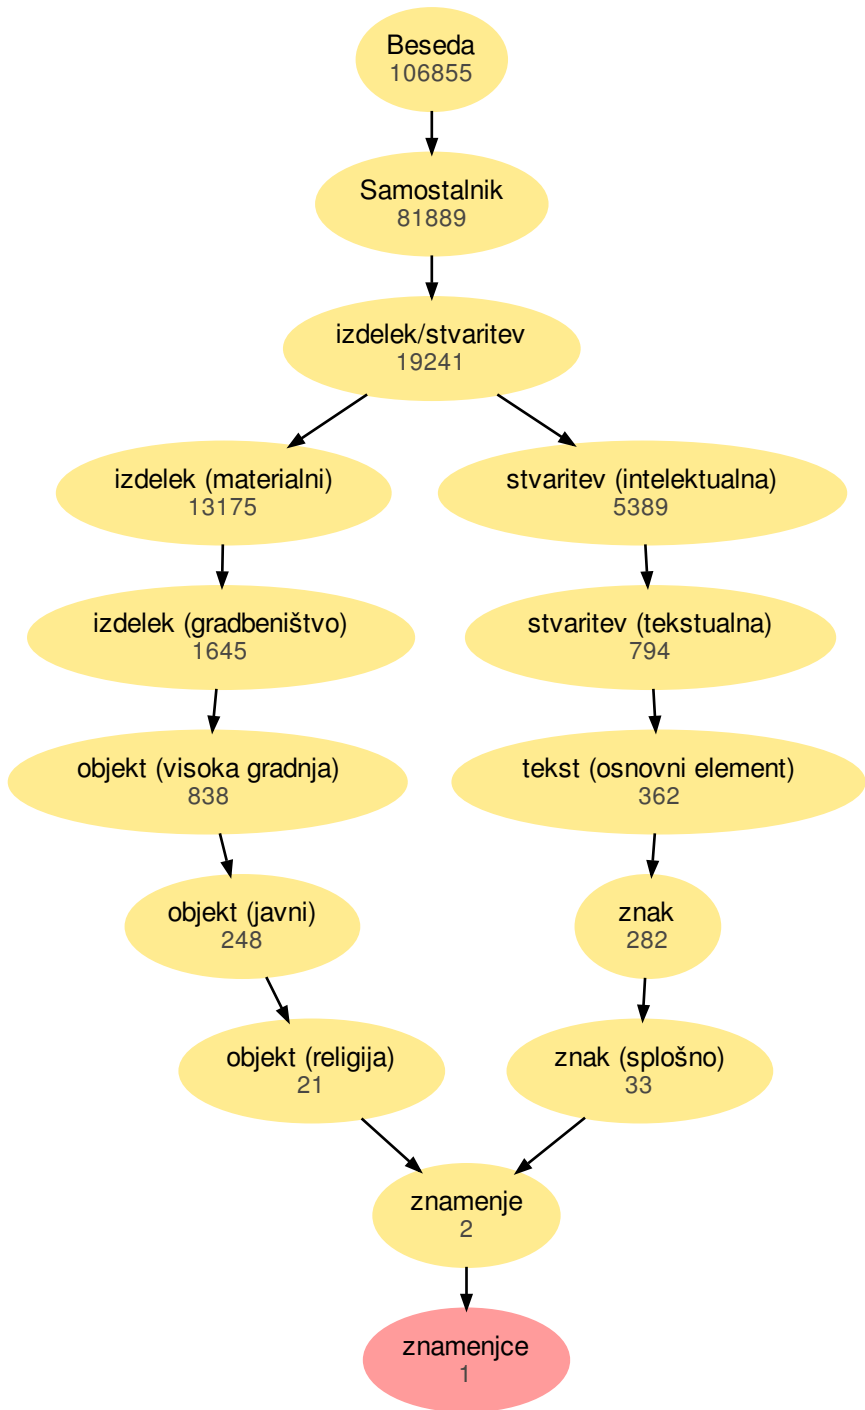 Beseda
106855
Samostalnik
81889
izdelek/stvaritev
19241
izdelek (materialni)
13175
stvaritev (intelektualna)
5389
izdelek (gradbeništvo)
1645
stvaritev (tekstualna)
794
objekt (visoka gradnja)
838
tekst (osnovni element)
362
objekt (javni)
248
znak
282
objekt (religija)
21
znak (splošno)
33
znamenje
2
znamenjce
1